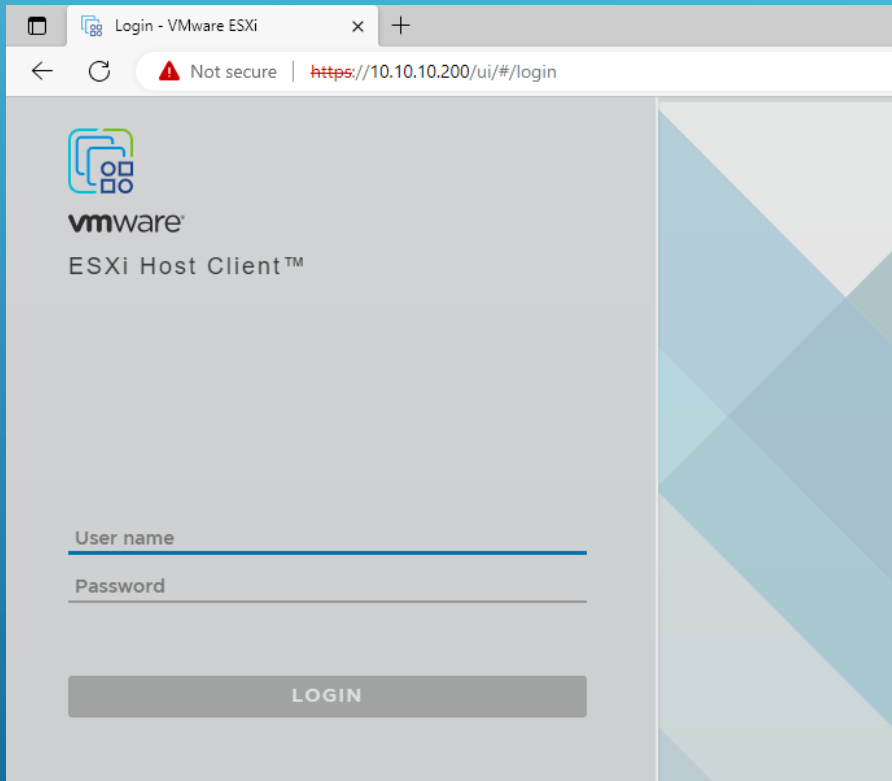 Login - VMware ESXi
Not secure | https://10.10.10.200/ui/#/login
vmware®
ESXi Host Client™
User name
Password
LOGIN